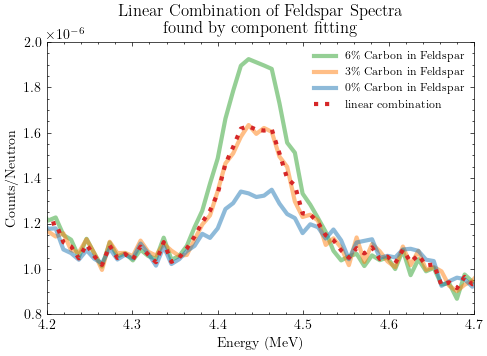 Linear Combination of Feldspar Spectra
found by component fitting
×10⁻⁶
2.0
1.8
1.6
1.4
1.2
1.0
0.8
Counts/Neutron
6% Carbon in Feldspar
3% Carbon in Feldspar
0% Carbon in Feldspar
linear combination
4.2 4.3 4.4 4.5 4.6 4.7
Energy (MeV)